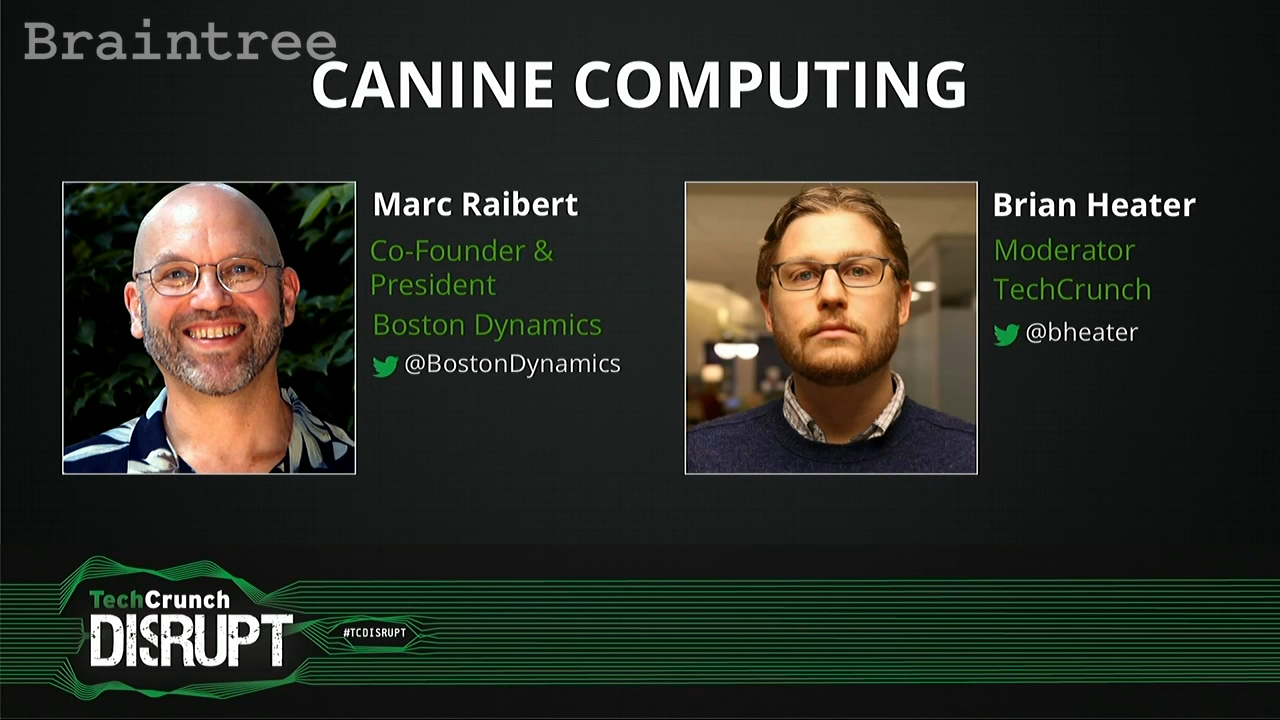 Braintree
CANINE COMPUTING
Marc Raibert
Co-Founder &
President
Boston Dynamics
@BostonDynamics
Brian Heater
Moderator
TechCrunch
@bheater
TechCrunch
DISRUPT
#TCDISRUPT